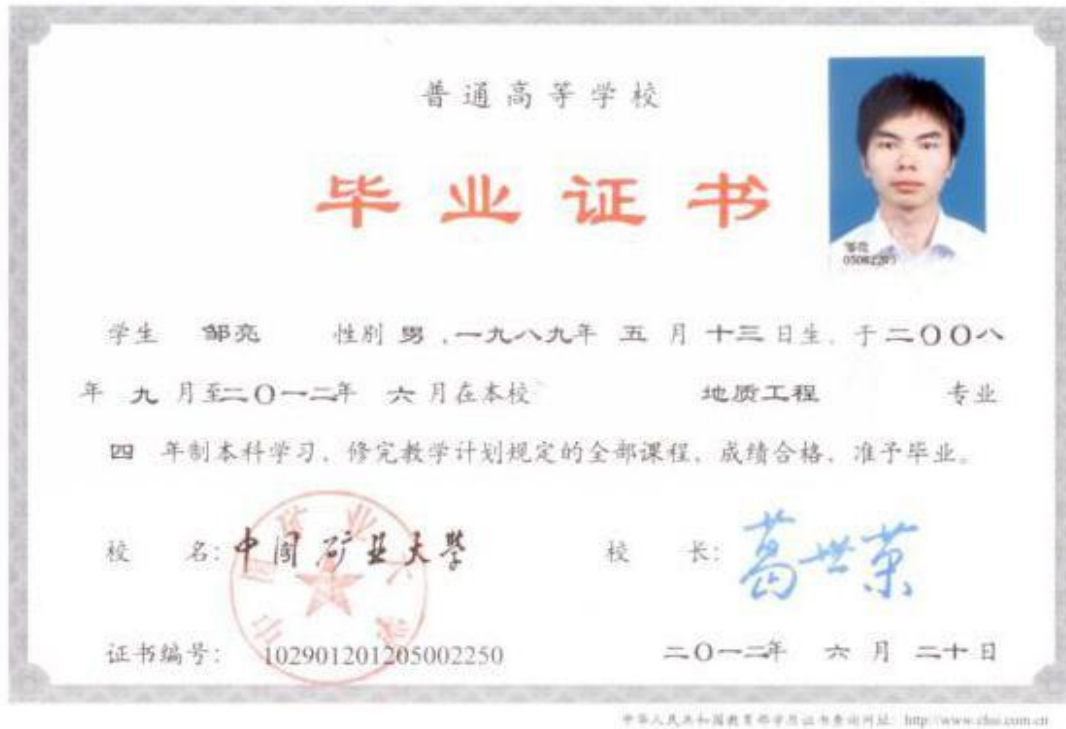 普通高等学校
毕业证书
邹亮
05082205
学生 邹亮 性别 男，一九八九年 五 月 十三 日生，于二〇〇八
年 九 月至二〇一二年 六 月在本校 地质工程 专业
四 年制本科学习，修完教学计划规定的全部课程，成绩合格，准予毕业。
校 名：中国矿业大学 校 长：葛世荣
中国矿业大学
证书编号： 102901201205002250 二〇一二年 六 月 二十日
中华人民共和国教育部学历证书查询网址：http://www.chsi.com.cn